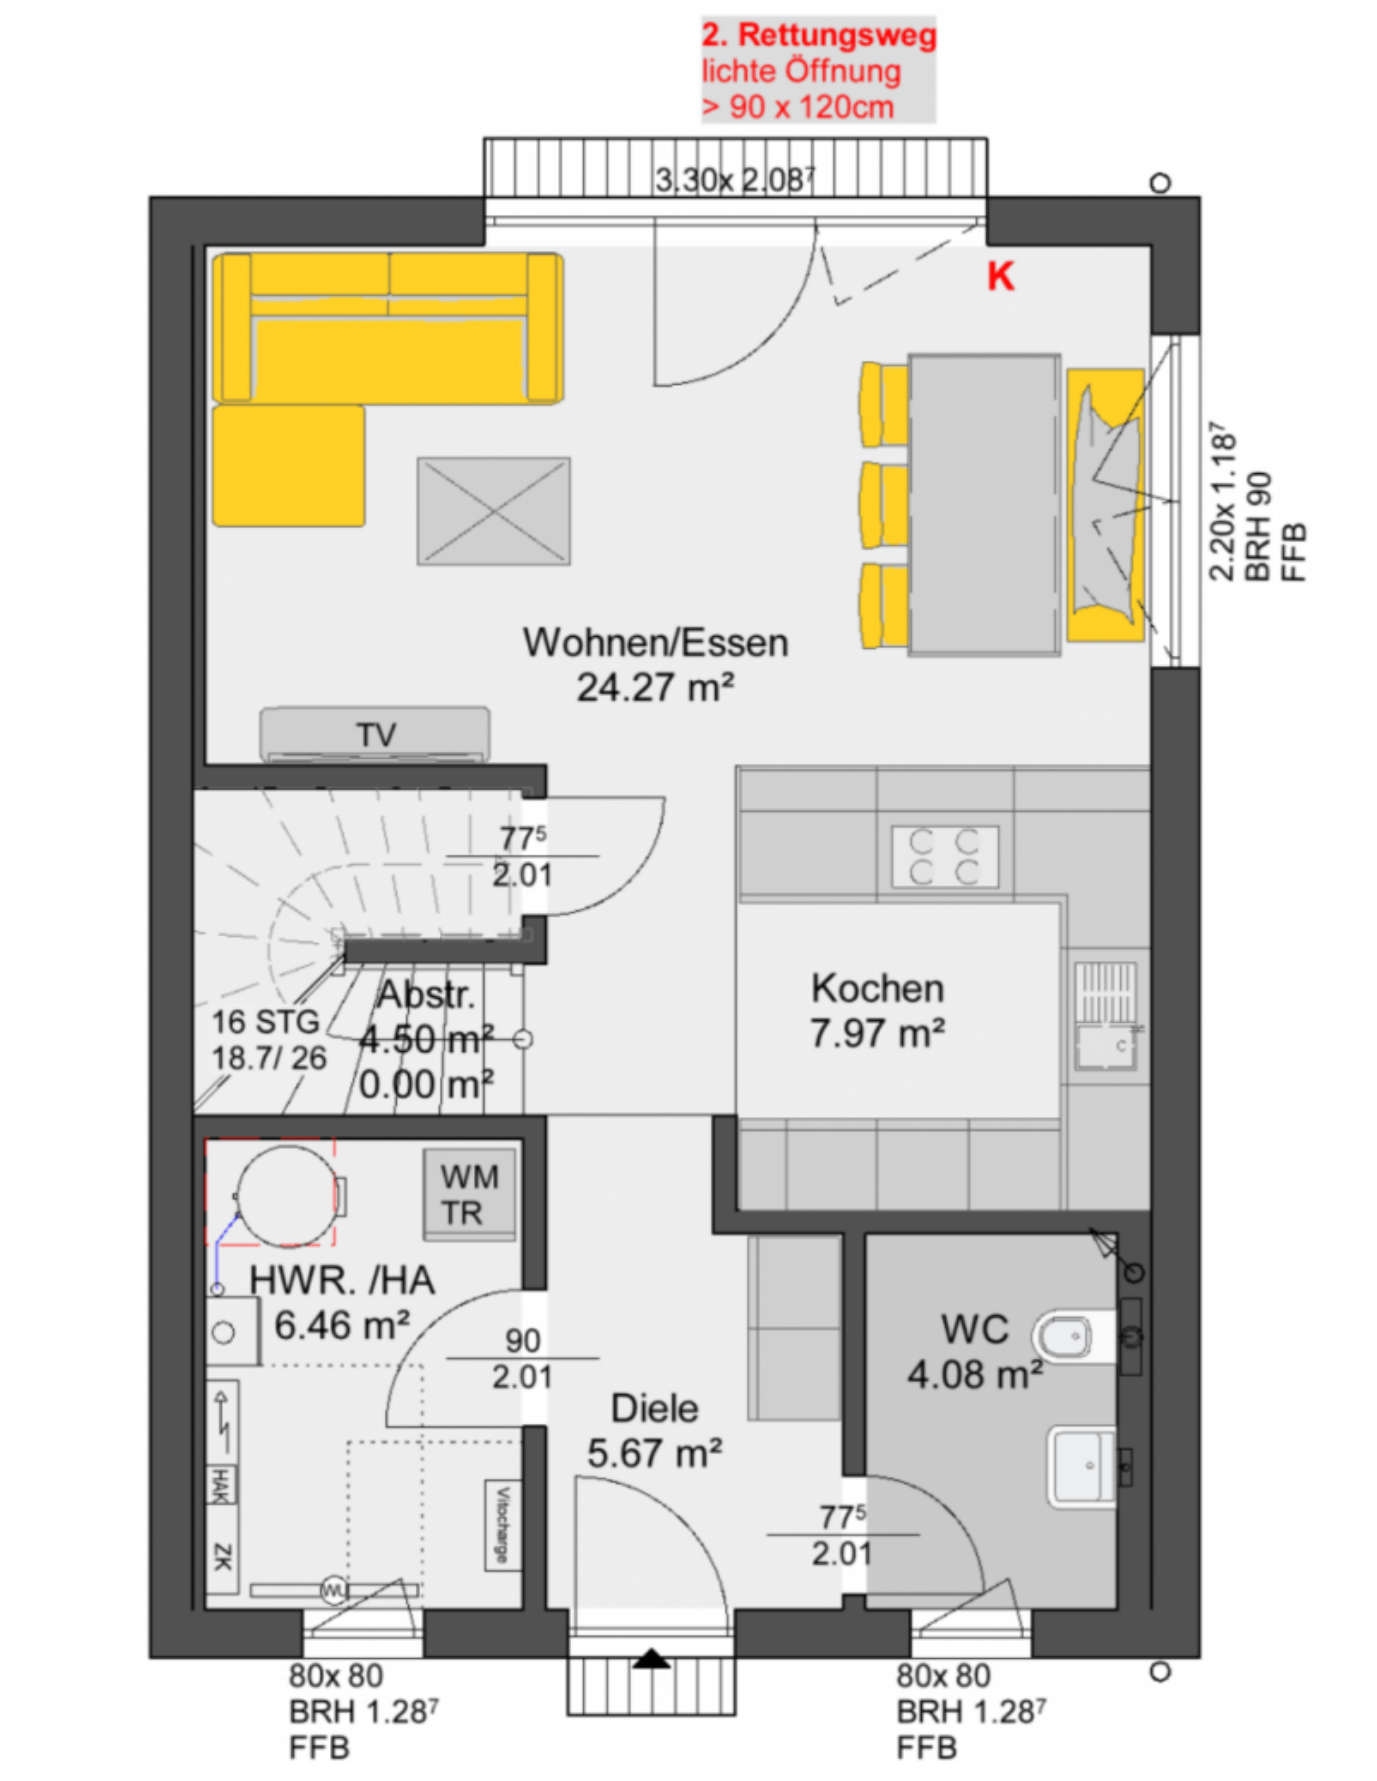 2. Rettungsweg
lichte Öffnung
> 90 x 120cm
3.30x 2.08⁷
K
2.20x 1.18⁷
BRH 90
FFB
Wohnen/Essen
24.27 m²
TV
77⁵
2.01
Kochen
7.97 m²
Abstr.
4.50 m²
0.00 m²
16 STG
18.7/ 26
WM
TR
HWR. /HA
6.46 m²
90
2.01
WC
4.08 m²
Diele
5.67 m²
HAK
ZK
Vitocharge
77⁵
2.01
WU
80x 80
BRH 1.28⁷
FFB
80x 80
BRH 1.28⁷
FFB